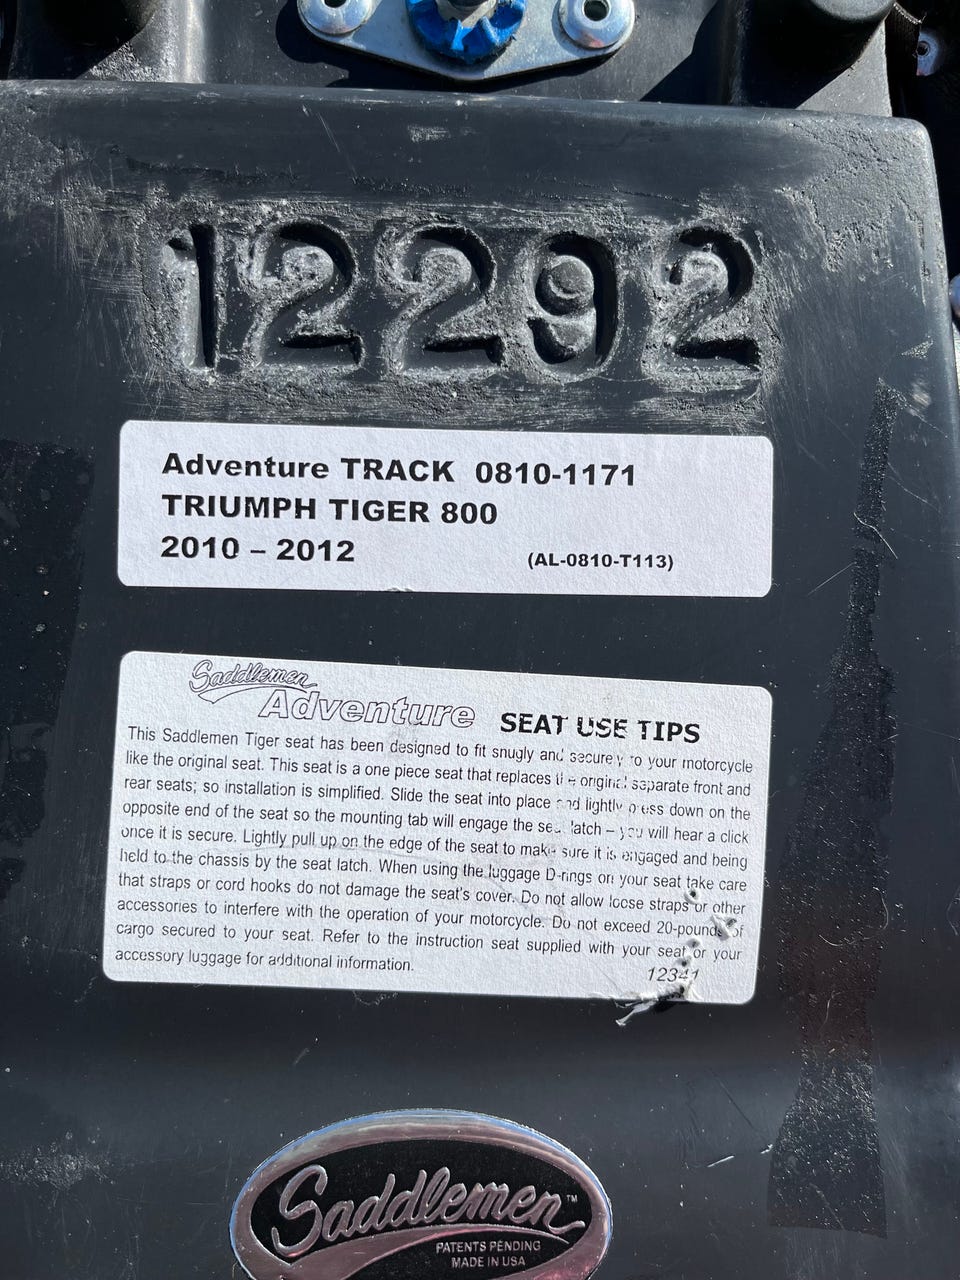 12292
Adventure TRACK 0810-1171
TRIUMPH TIGER 800
2010 – 2012 (AL-0810-T113)
Saddlemen
Adventure SEAT USE TIPS
This Saddlemen Tiger seat has been designed to fit snugly and securely to your motorcycle
like the original seat. This seat is a one piece seat that replaces the original separate front and
rear seats; so installation is simplified. Slide the seat into place and lightly press down on the
opposite end of the seat so the mounting tab will engage the seat latch – you will hear a click
once it is secure. Lightly pull up on the edge of the seat to make sure it is engaged and being
held to the chassis by the seat latch. When using the luggage D-rings on your seat take care
that straps or cord hooks do not damage the seat's cover. Do not allow loose straps or other
accessories to interfere with the operation of your motorcycle. Do not exceed 20-pounds of
cargo secured to your seat. Refer to the instruction seat supplied with your seat or your
accessory luggage for additional information.
12341
Saddlemen™
PATENTS PENDING
MADE IN USA